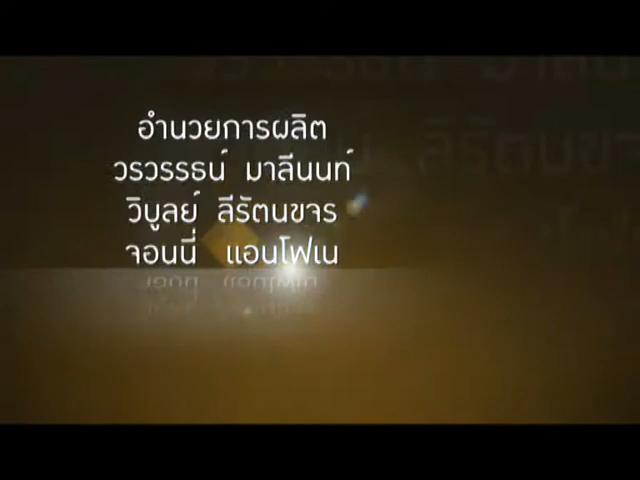 อำนวยการผลิต
วรวรรธน์ มาลีนนท์
วิบูลย์ ลีรัตนขจร
จอนนี่ แอนโฟเน